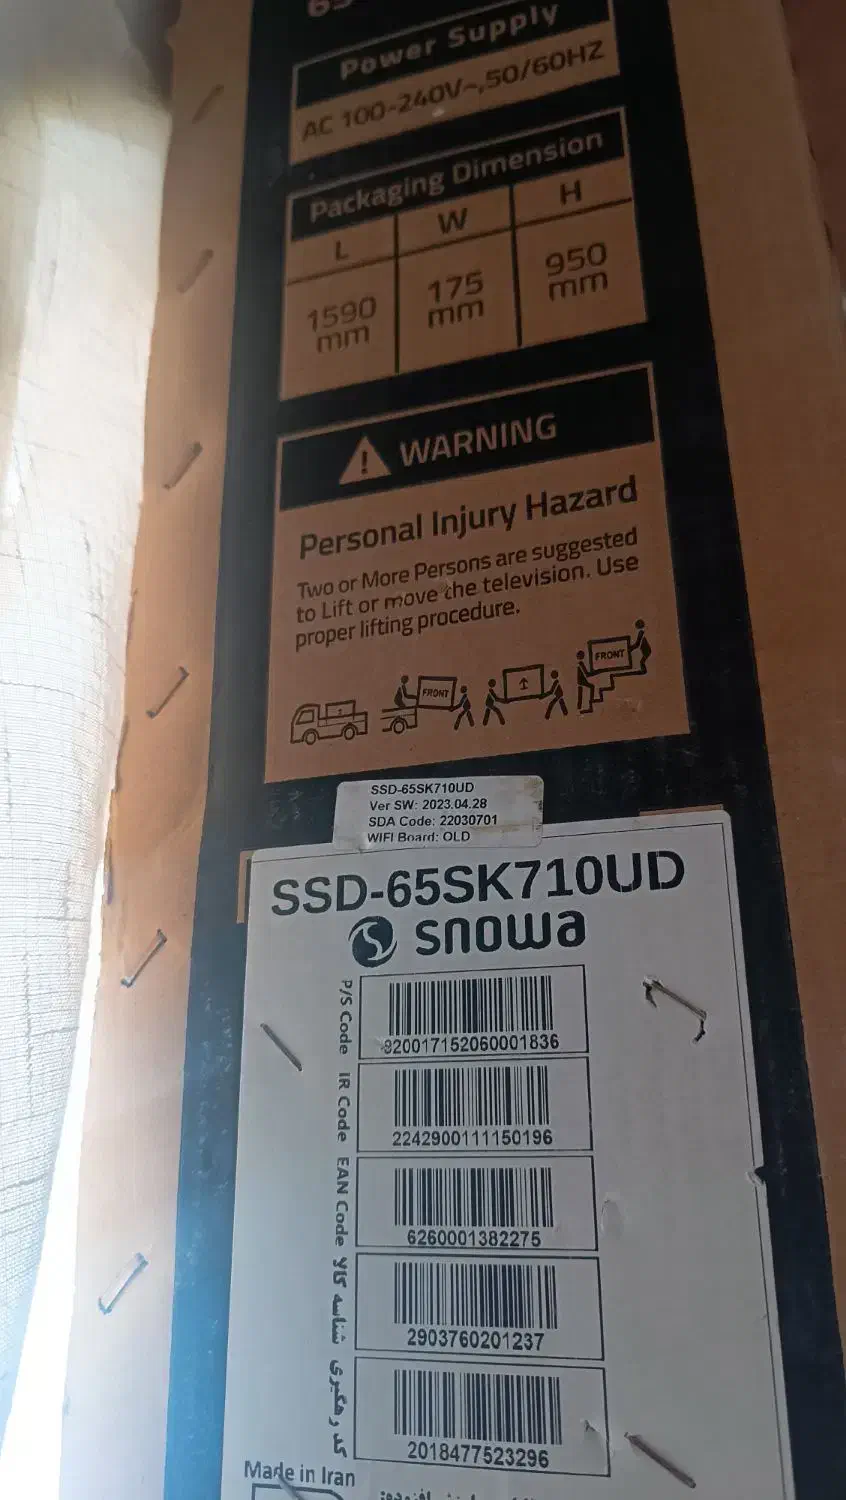 Power Supply
AC 100-240V~,50/60HZ
Packaging Dimension
L W H
1590 mm 175 mm 950 mm
WARNING
Personal Injury Hazard
Two or More Persons are suggested
to Lift or move the television. Use
proper lifting procedure.
FRONT
FRONT
SSD-65SK710UD
Ver SW: 2023.04.28
SDA Code: 22030701
WIFI Board: OLD
SSD-65SK710UD
snowa
P/S Code
920017152060001836
IR Code
2242900111150196
EAN Code
6260001382275
شناسه کالا
2903760201237
کد رهگیری
2018477523296
Made in Iran